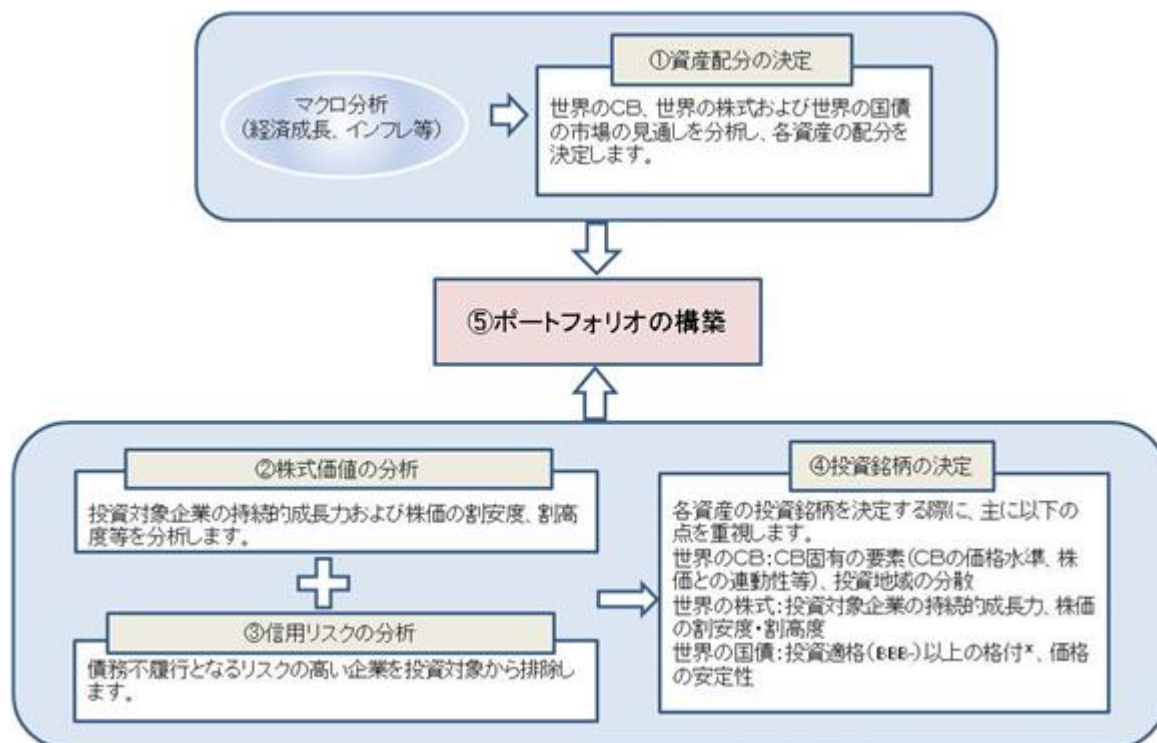 ①資産配分の決定
マクロ分析
(経済成長、インフレ等)
世界のCB、世界の株式および世界の国債
の市場の見通しを分析し、各資産の配分を
決定します。
⑤ポートフォリオの構築
②株式価値の分析
投資対象企業の持続的成長力および株価の割安度、割高
度等を分析します。
③信用リスクの分析
債務不履行となるリスクの高い企業を投資対象から排除し
ます。
④投資銘柄の決定
各資産の投資銘柄を決定する際に、主に以下の
点を重視します。
世界のCB:CB固有の要素(CBの価格水準、株
価との連動性等)、投資地域の分散
世界の株式:投資対象企業の持続的成長力、株価
の割安度・割高度
世界の国債:投資適格(BBB-)以上の格付*、価格
の安定性